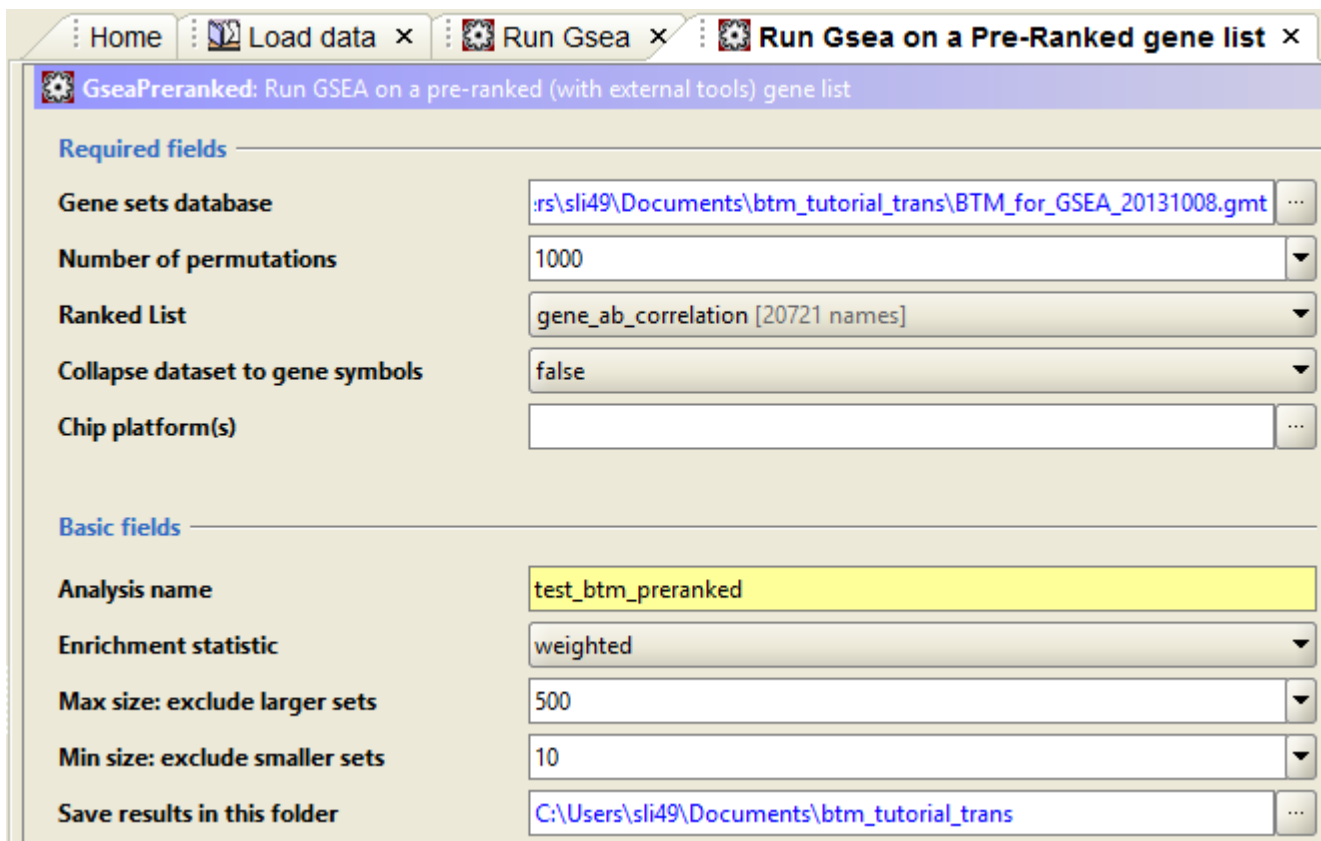 Home Load data × Run Gsea × Run Gsea on a Pre-Ranked gene list ×
GseaPreranked: Run GSEA on a pre-ranked (with external tools) gene list
Required fields
Gene sets database :rs\sli49\Documents\btm_tutorial_trans\BTM_for_GSEA_20131008.gmt ...
Number of permutations 1000
Ranked List gene_ab_correlation [20721 names]
Collapse dataset to gene symbols false
Chip platform(s) ...
Basic fields
Analysis name test_btm_preranked
Enrichment statistic weighted
Max size: exclude larger sets 500
Min size: exclude smaller sets 10
Save results in this folder C:\Users\sli49\Documents\btm_tutorial_trans ...